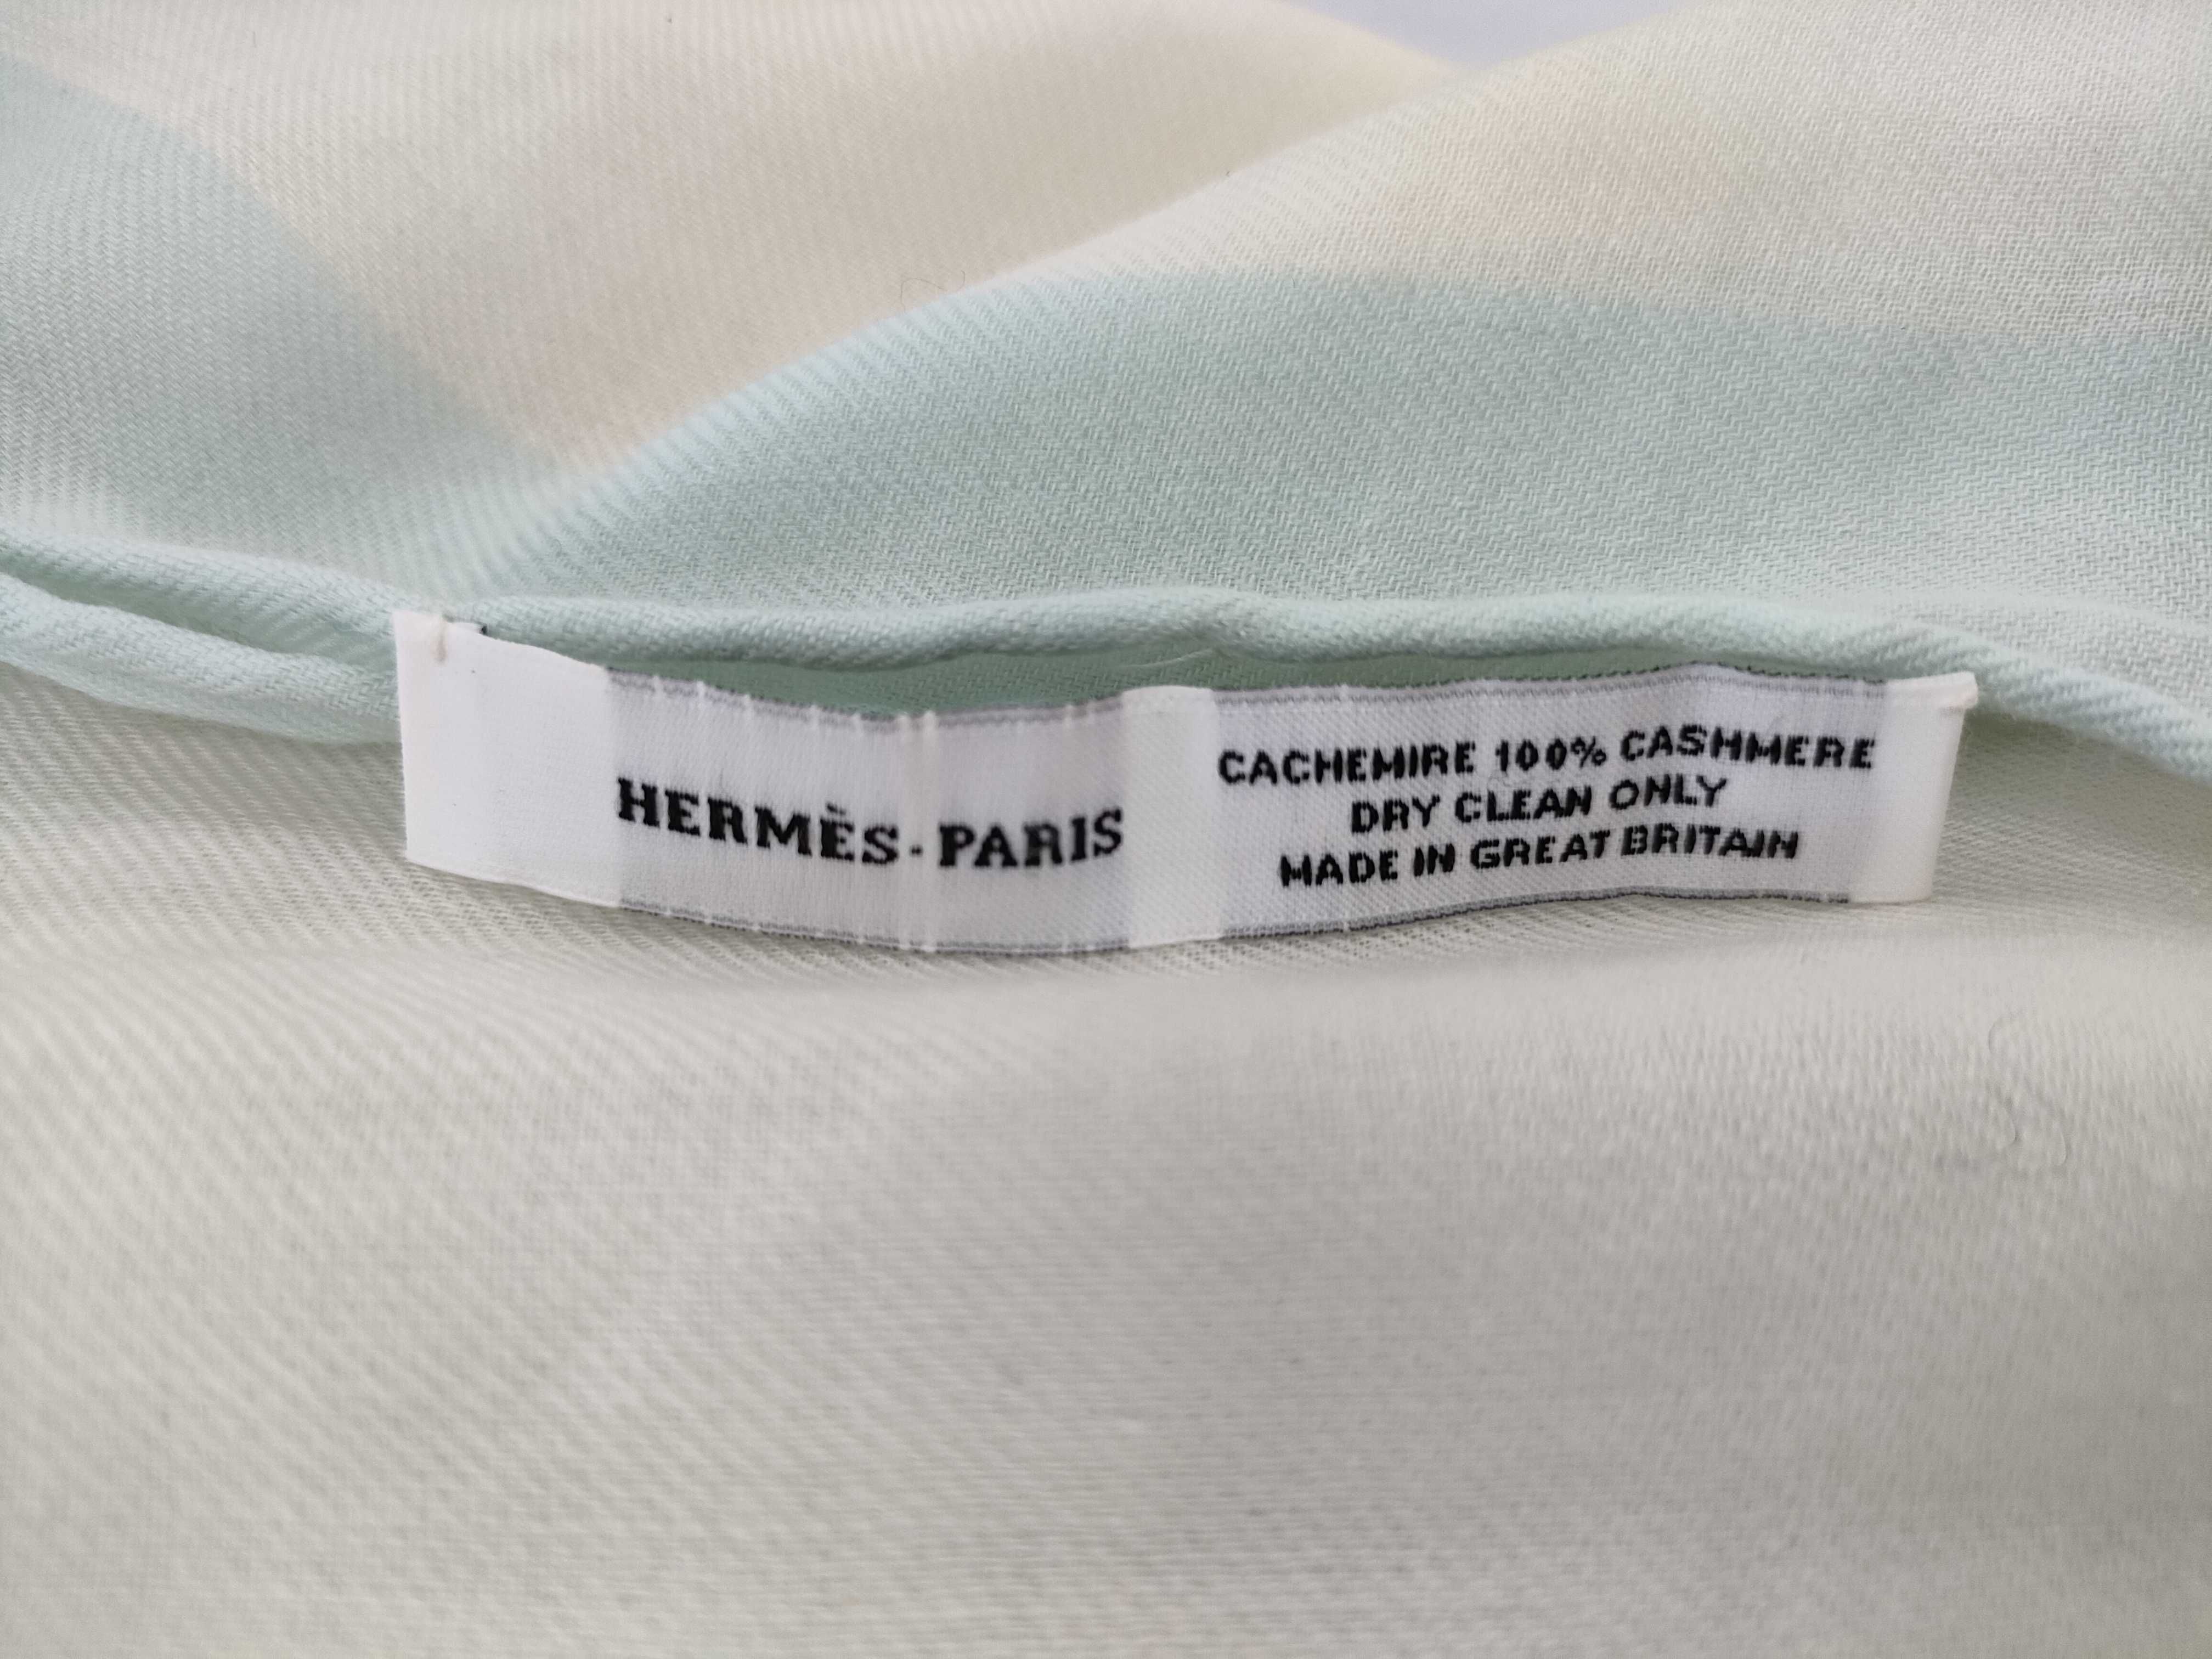 HERMÈS-PARIS
CACHEMIRE 100% CASHMERE
DRY CLEAN ONLY
MADE IN GREAT BRITAIN